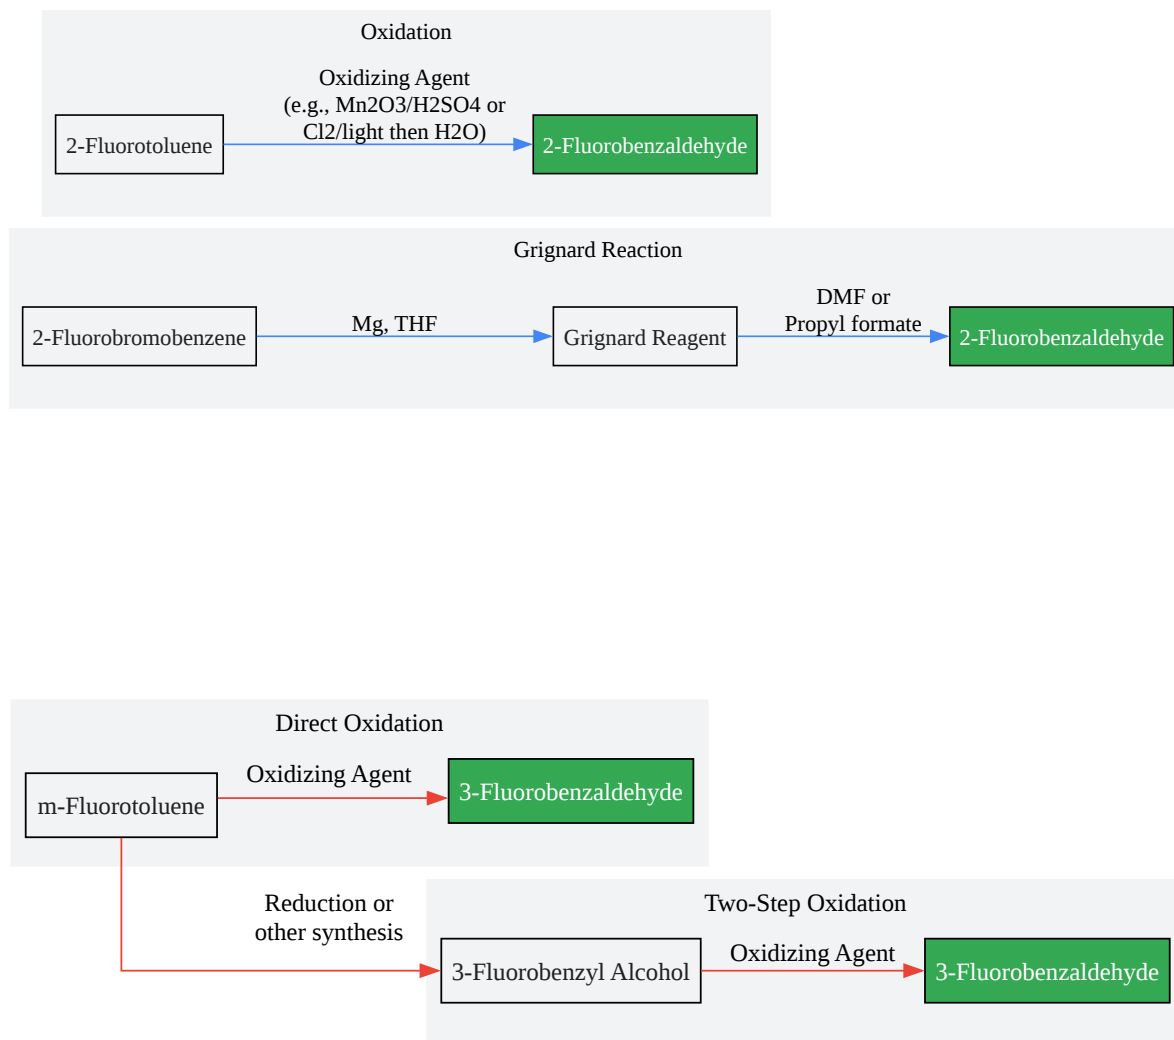 Oxidation
Oxidizing Agent
(e.g., Mn2O3/H2SO4 or
Cl2/light then H2O)
2-Fluorotoluene
2-Fluorobenzaldehyde
Grignard Reaction
2-Fluorobromobenzene
Mg, THF
Grignard Reagent
DMF or
Propyl formate
2-Fluorobenzaldehyde
Direct Oxidation
m-Fluorotoluene
Oxidizing Agent
3-Fluorobenzaldehyde
Reduction or
other synthesis
Two-Step Oxidation
3-Fluorobenzyl Alcohol
Oxidizing Agent
3-Fluorobenzaldehyde